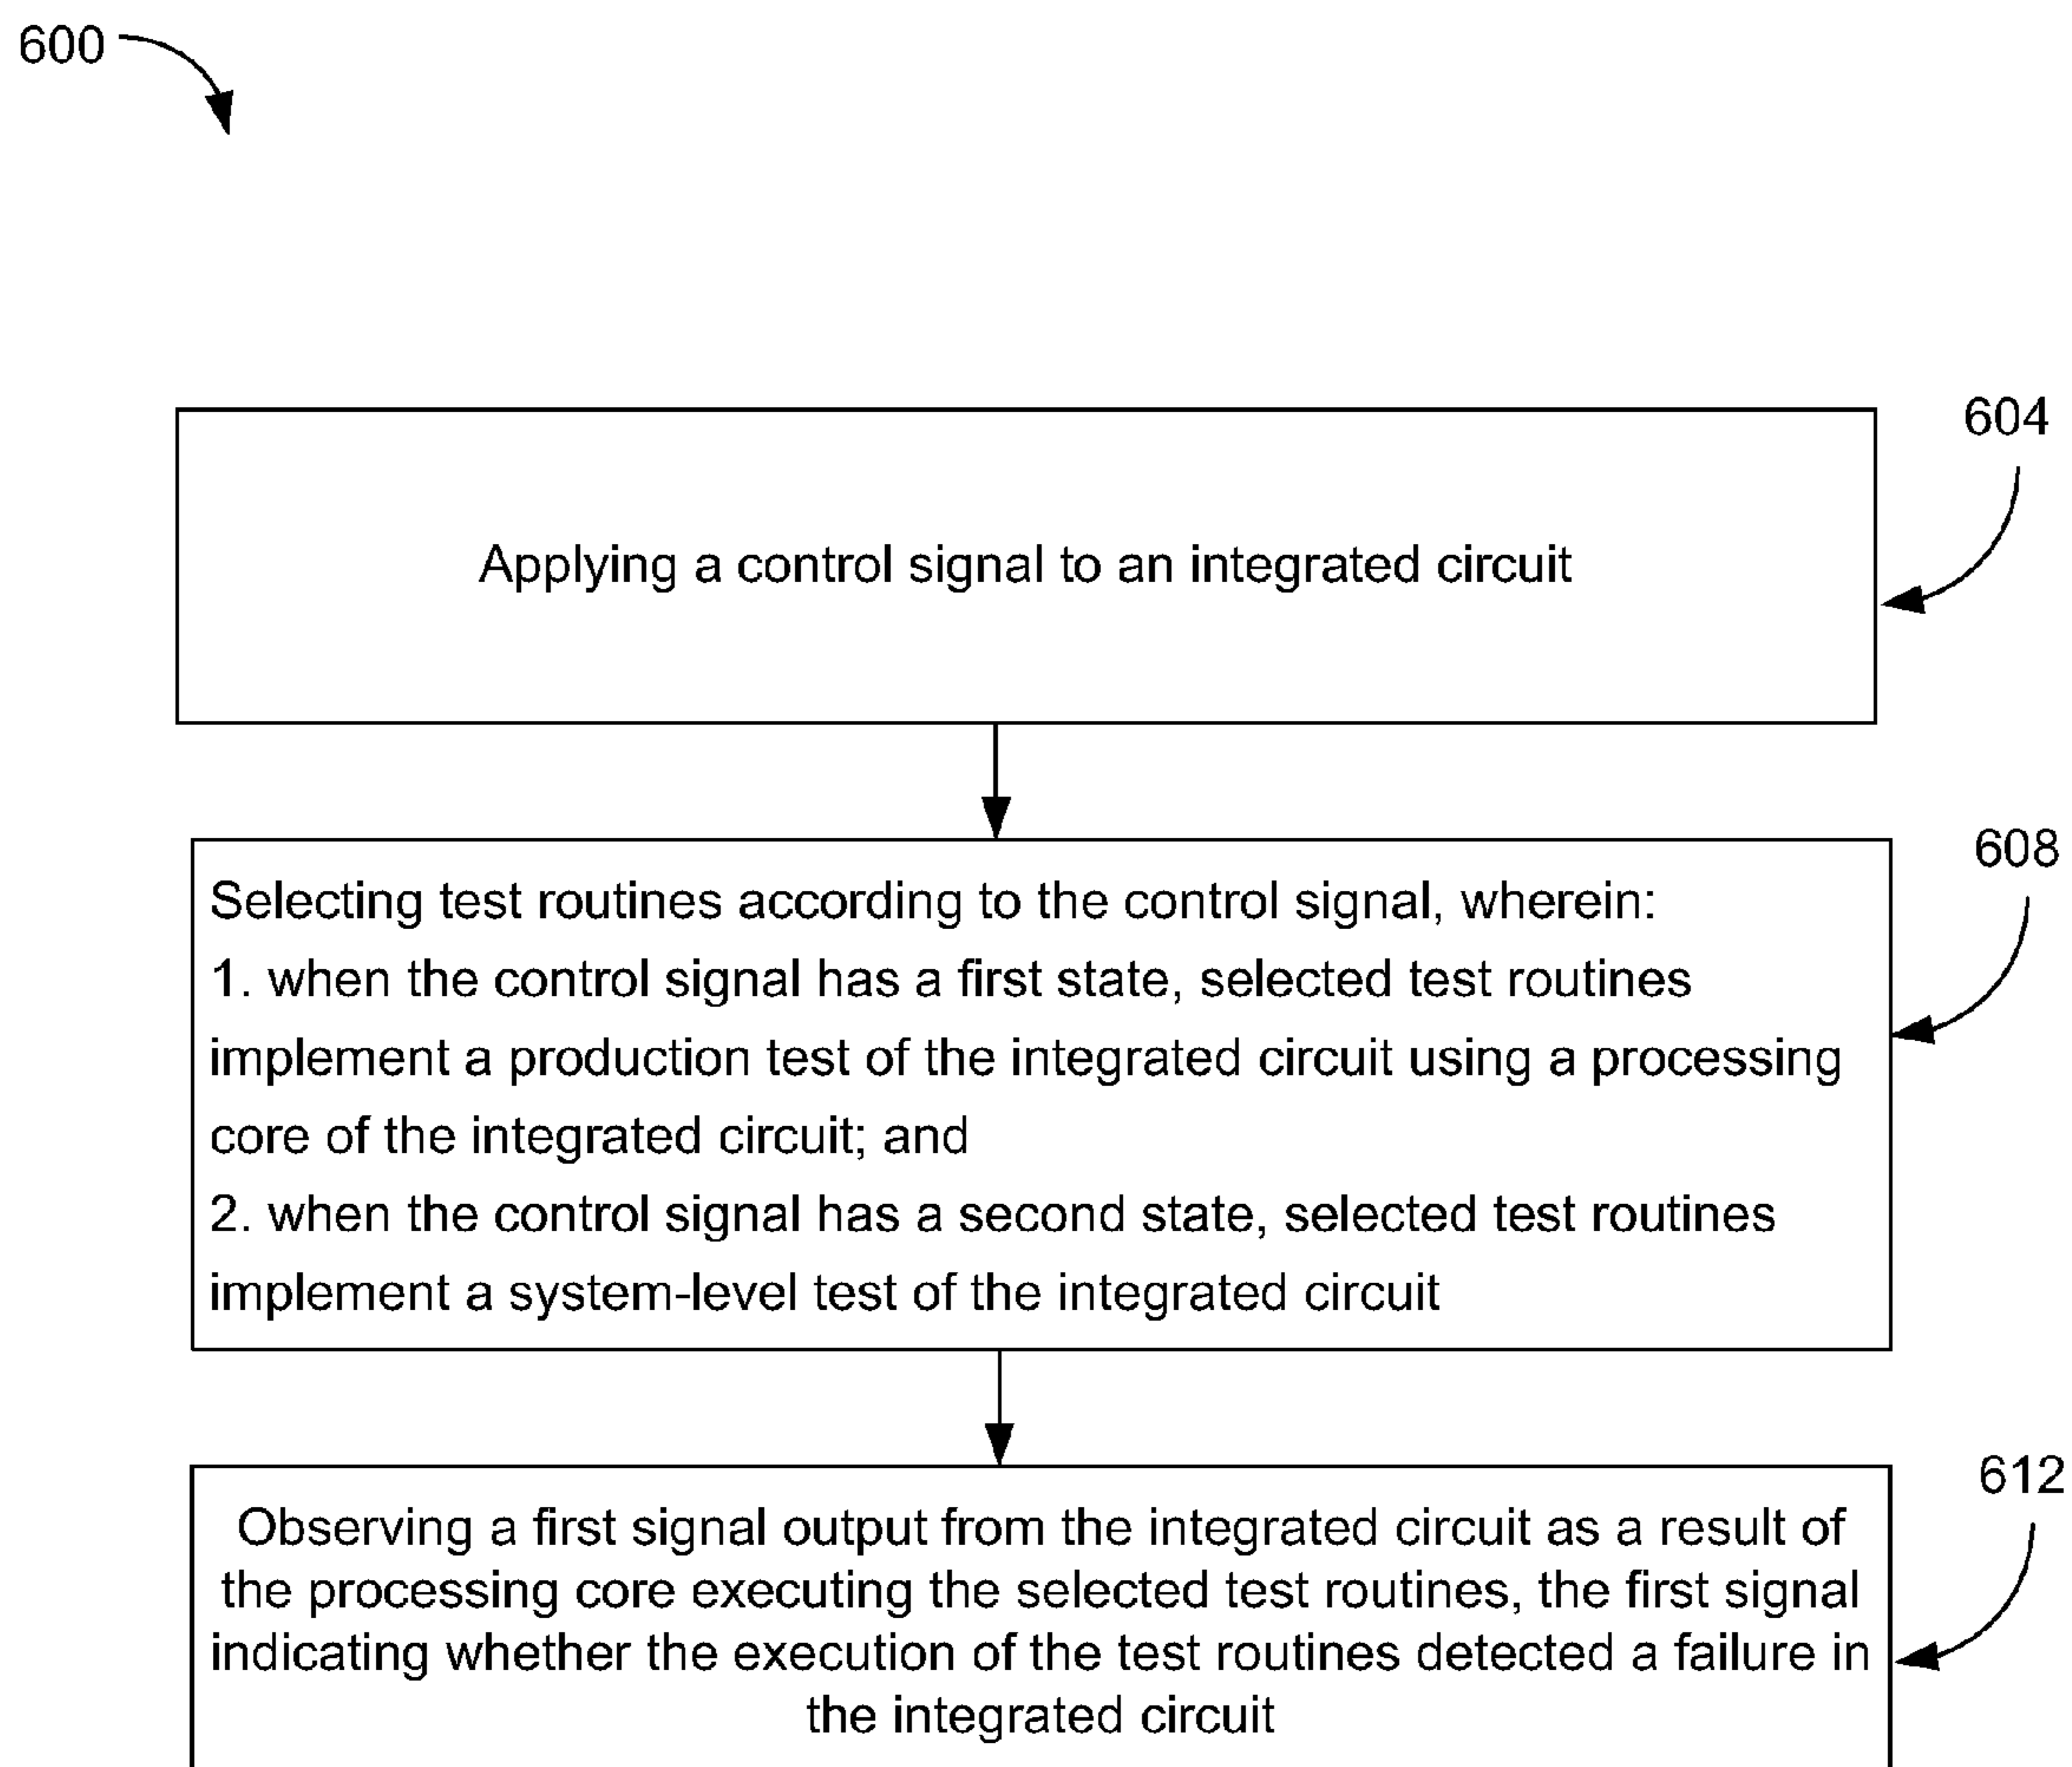 600
604
Applying a control signal to an integrated circuit
608
Selecting test routines according to the control signal, wherein:
1. when the control signal has a first state, selected test routines
implement a production test of the integrated circuit using a processing
core of the integrated circuit; and
2. when the control signal has a second state, selected test routines
implement a system-level test of the integrated circuit
612
Observing a first signal output from the integrated circuit as a result of
the processing core executing the selected test routines, the first signal
indicating whether the execution of the test routines detected a failure in
the integrated circuit